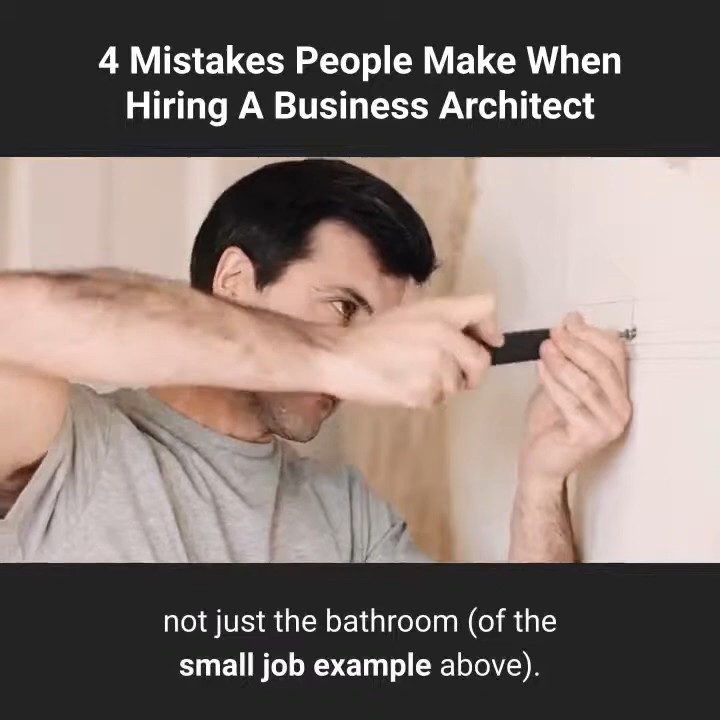 4 Mistakes People Make When
Hiring A Business Architect
not just the bathroom (of the
small job example above).